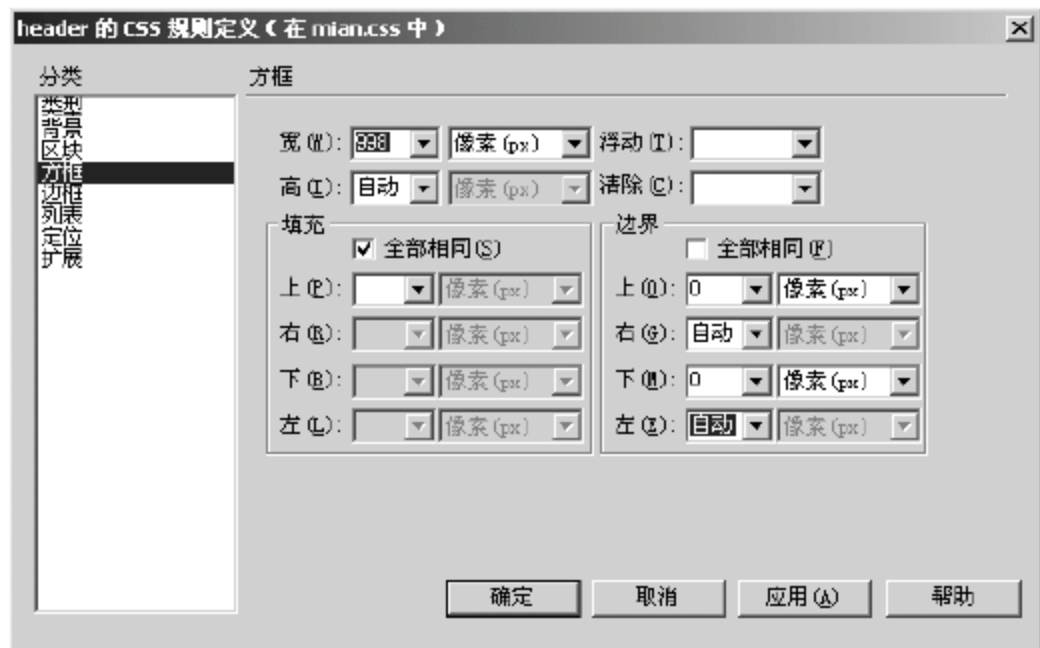 header 的 CSS 规则定义（在 mian.css 中）
分类
类型
背景
区块
方框
边框
列表
定位
扩展
方框
宽(W): 998 像素(px) 浮动(T):
高(I): 自动 像素(px) 清除(C):
填充
全部相同(S)
上(P): 像素(px)
右(R): 像素(px)
下(B): 像素(px)
左(L): 像素(px)
边界
全部相同(F)
上(O): 0 像素(px)
右(G): 自动 像素(px)
下(M): 0 像素(px)
左(E): 自动 像素(px)
确定
取消
应用(A)
帮助